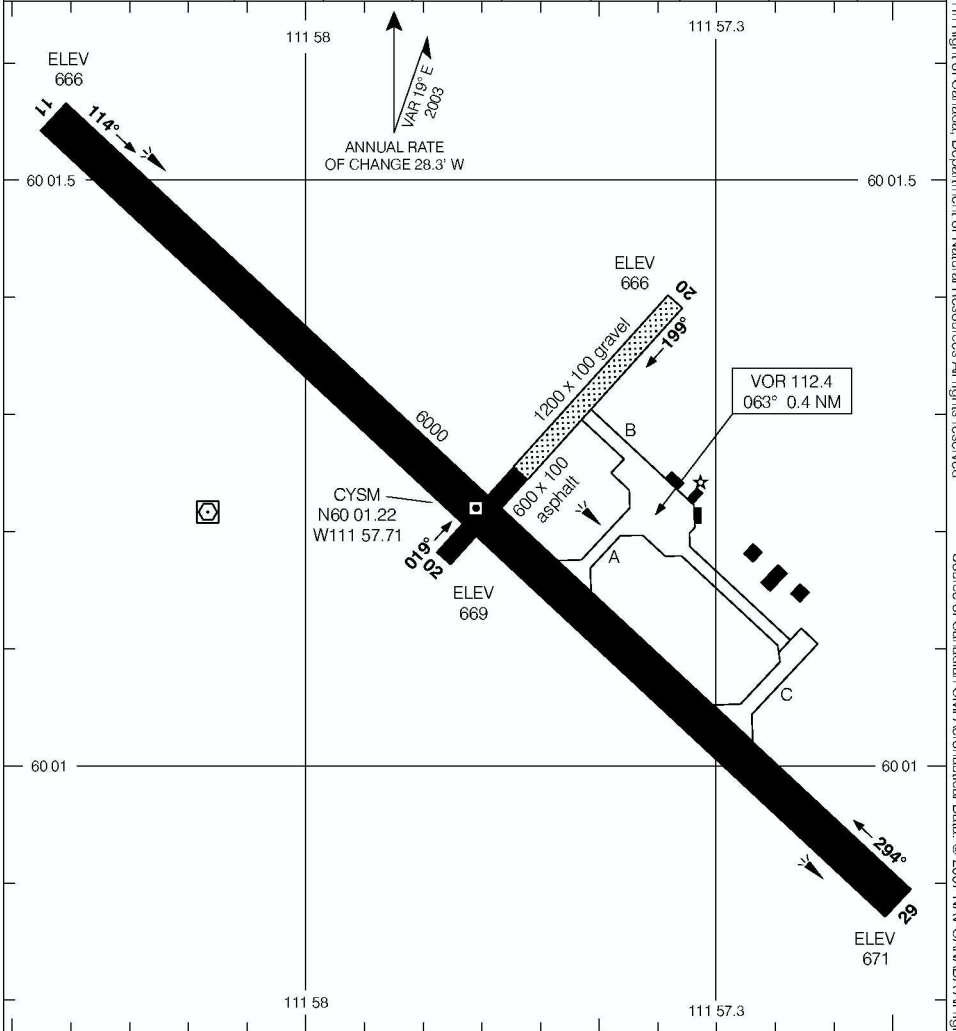 111 58
111 57.3
ELEV
666
11
114°
VAR 19° E
2003
ANNUAL RATE
OF CHANGE 28.3' W
60 01.5
60 01.5
ELEV
666
20
199°
1200 x 100 gravel
VOR 112.4
063° 0.4 NM
6000
B
600 x 100
asphalt
CYSM
N60 01.22
W111 57.71
019°
02
A
ELEV
669
C
60 01
60 01
294°
29
ELEV
671
111 58
111 57.3